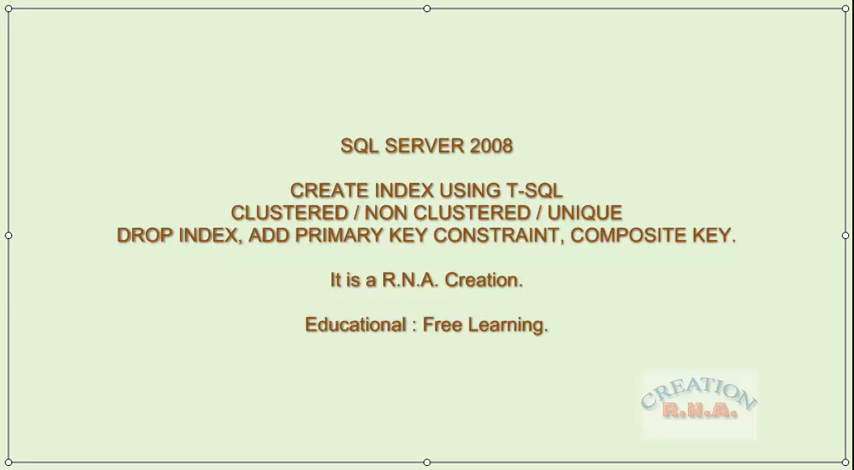 SQL SERVER 2008
CREATE INDEX USING T-SQL
CLUSTERED / NON CLUSTERED / UNIQUE
DROP INDEX, ADD PRIMARY KEY CONSTRAINT, COMPOSITE KEY.
It is a R.N.A. Creation.
Educational : Free Learning.
CREATION
R.N.A.